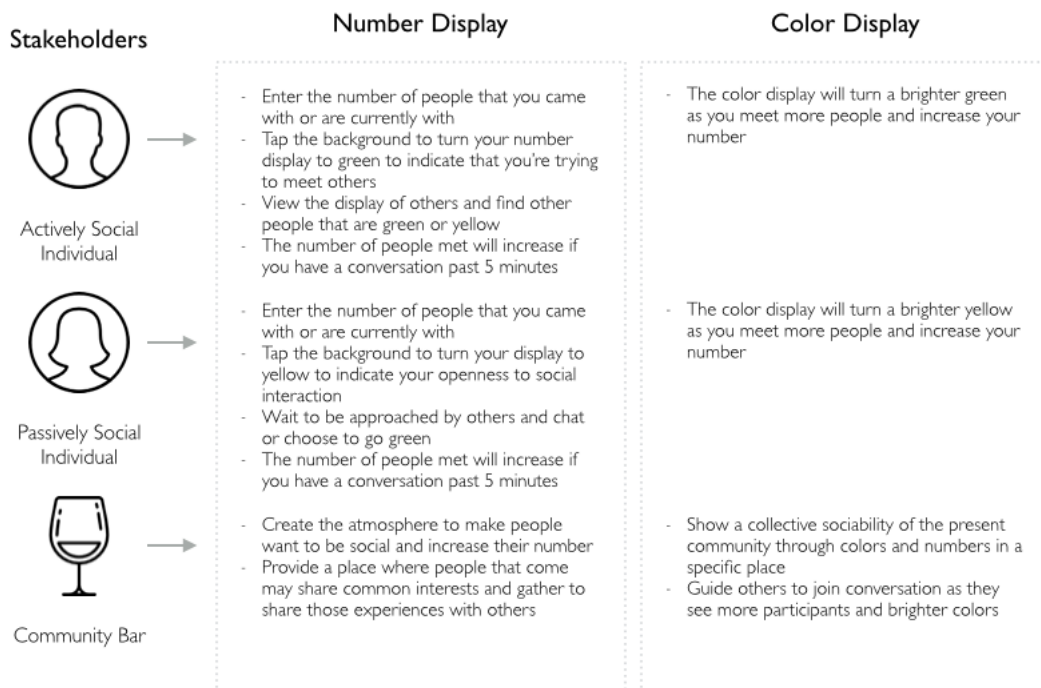 Stakeholders
Number Display
Color Display
Actively Social
Individual
- Enter the number of people that you came
with or are currently with
- Tap the background to turn your number
display to green to indicate that you're trying
to meet others
- View the display of others and find other
people that are green or yellow
- The number of people met will increase if
you have a conversation past 5 minutes
- The color display will turn a brighter green
as you meet more people and increase your
number
Passively Social
Individual
- Enter the number of people that you came
with or are currently with
- Tap the background to turn your display to
yellow to indicate your openness to social
interaction
- Wait to be approached by others and chat
or choose to go green
- The number of people met will increase if
you have a conversation past 5 minutes
- The color display will turn a brighter yellow
as you meet more people and increase your
number
Community Bar
- Create the atmosphere to make people
want to be social and increase their number
- Provide a place where people that come
may share common interests and gather to
share those experiences with others
- Show a collective sociability of the present
community through colors and numbers in a
specific place
- Guide others to join conversation as they
see more participants and brighter colors